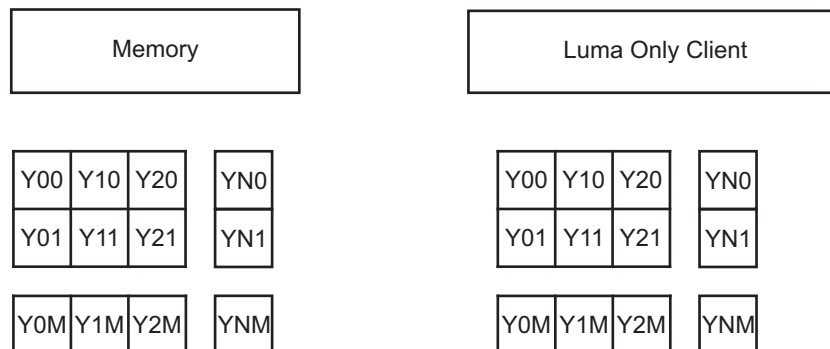 Memory Luma Only Client
Y00 Y10 Y20 YN0 Y00 Y10 Y20 YN0
Y01 Y11 Y21 YN1 Y01 Y11 Y21 YN1
Y0M Y1M Y2M YNM Y0M Y1M Y2M YNM